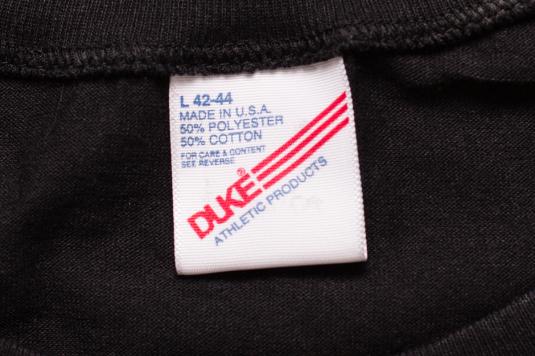 L 42-44
MADE IN U.S.A.
50% POLYESTER
50% COTTON
FOR CARE & CONTENT
SEE REVERSE
DUKE®
ATHLETIC PRODUCTS